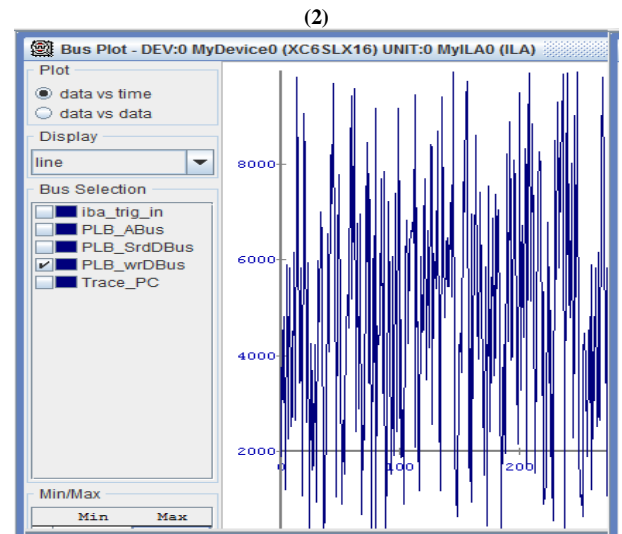 (2)
Bus Plot - DEV:0 MyDevice0 (XC6SLX16) UNIT:0 MyILA0 (ILA)
Plot
data vs time
data vs data
Display
line
Bus Selection
iba_trig_in
PLB_ABus
PLB_SrdDBus
PLB_wrDBus
Trace_PC
Min/Max
Min Max
8000
6000
4000
2000
0 100 200